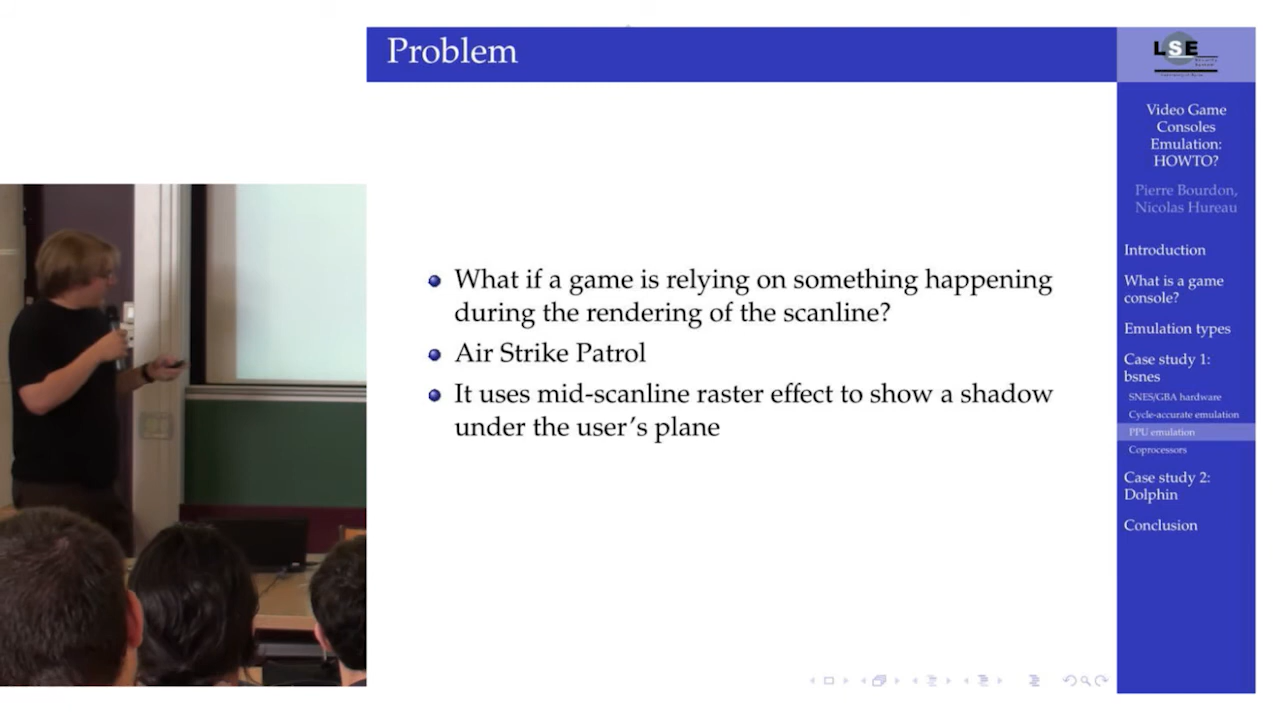 Problem
What if a game is relying on something happening
during the rendering of the scanline?
Air Strike Patrol
It uses mid-scanline raster effect to show a shadow
under the user's plane
LSE
Video Game
Consoles
Emulation:
HOWTO?
Pierre Bourdon,
Nicolas Hureau
Introduction
What is a game
console?
Emulation types
Case study 1:
bsnes
SNES/GBA hardware
Cycle-accurate emulation
PPU emulation
Coprocessors
Case study 2:
Dolphin
Conclusion